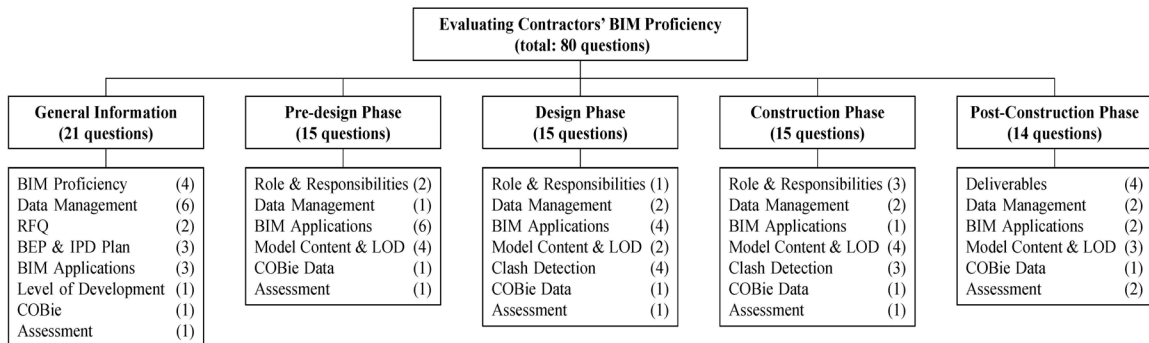 Evaluating Contractors' BIM Proficiency
(total: 80 questions)
General Information
(21 questions)
BIM Proficiency (4)
Data Management (6)
RFQ (2)
BEP & IPD Plan (3)
BIM Applications (3)
Level of Development (1)
COBie (1)
Assessment (1)
Pre-design Phase
(15 questions)
Role & Responsibilities (2)
Data Management (1)
BIM Applications (6)
Model Content & LOD (4)
COBie Data (1)
Assessment (1)
Design Phase
(15 questions)
Role & Responsibilities (1)
Data Management (2)
BIM Applications (4)
Model Content & LOD (2)
Clash Detection (4)
COBie Data (1)
Assessment (1)
Construction Phase
(15 questions)
Role & Responsibilities (3)
Data Management (2)
BIM Applications (1)
Model Content & LOD (4)
Clash Detection (3)
COBie Data (1)
Assessment (1)
Post-Construction Phase
(14 questions)
Deliverables (4)
Data Management (2)
BIM Applications (2)
Model Content & LOD (3)
COBie Data (1)
Assessment (2)